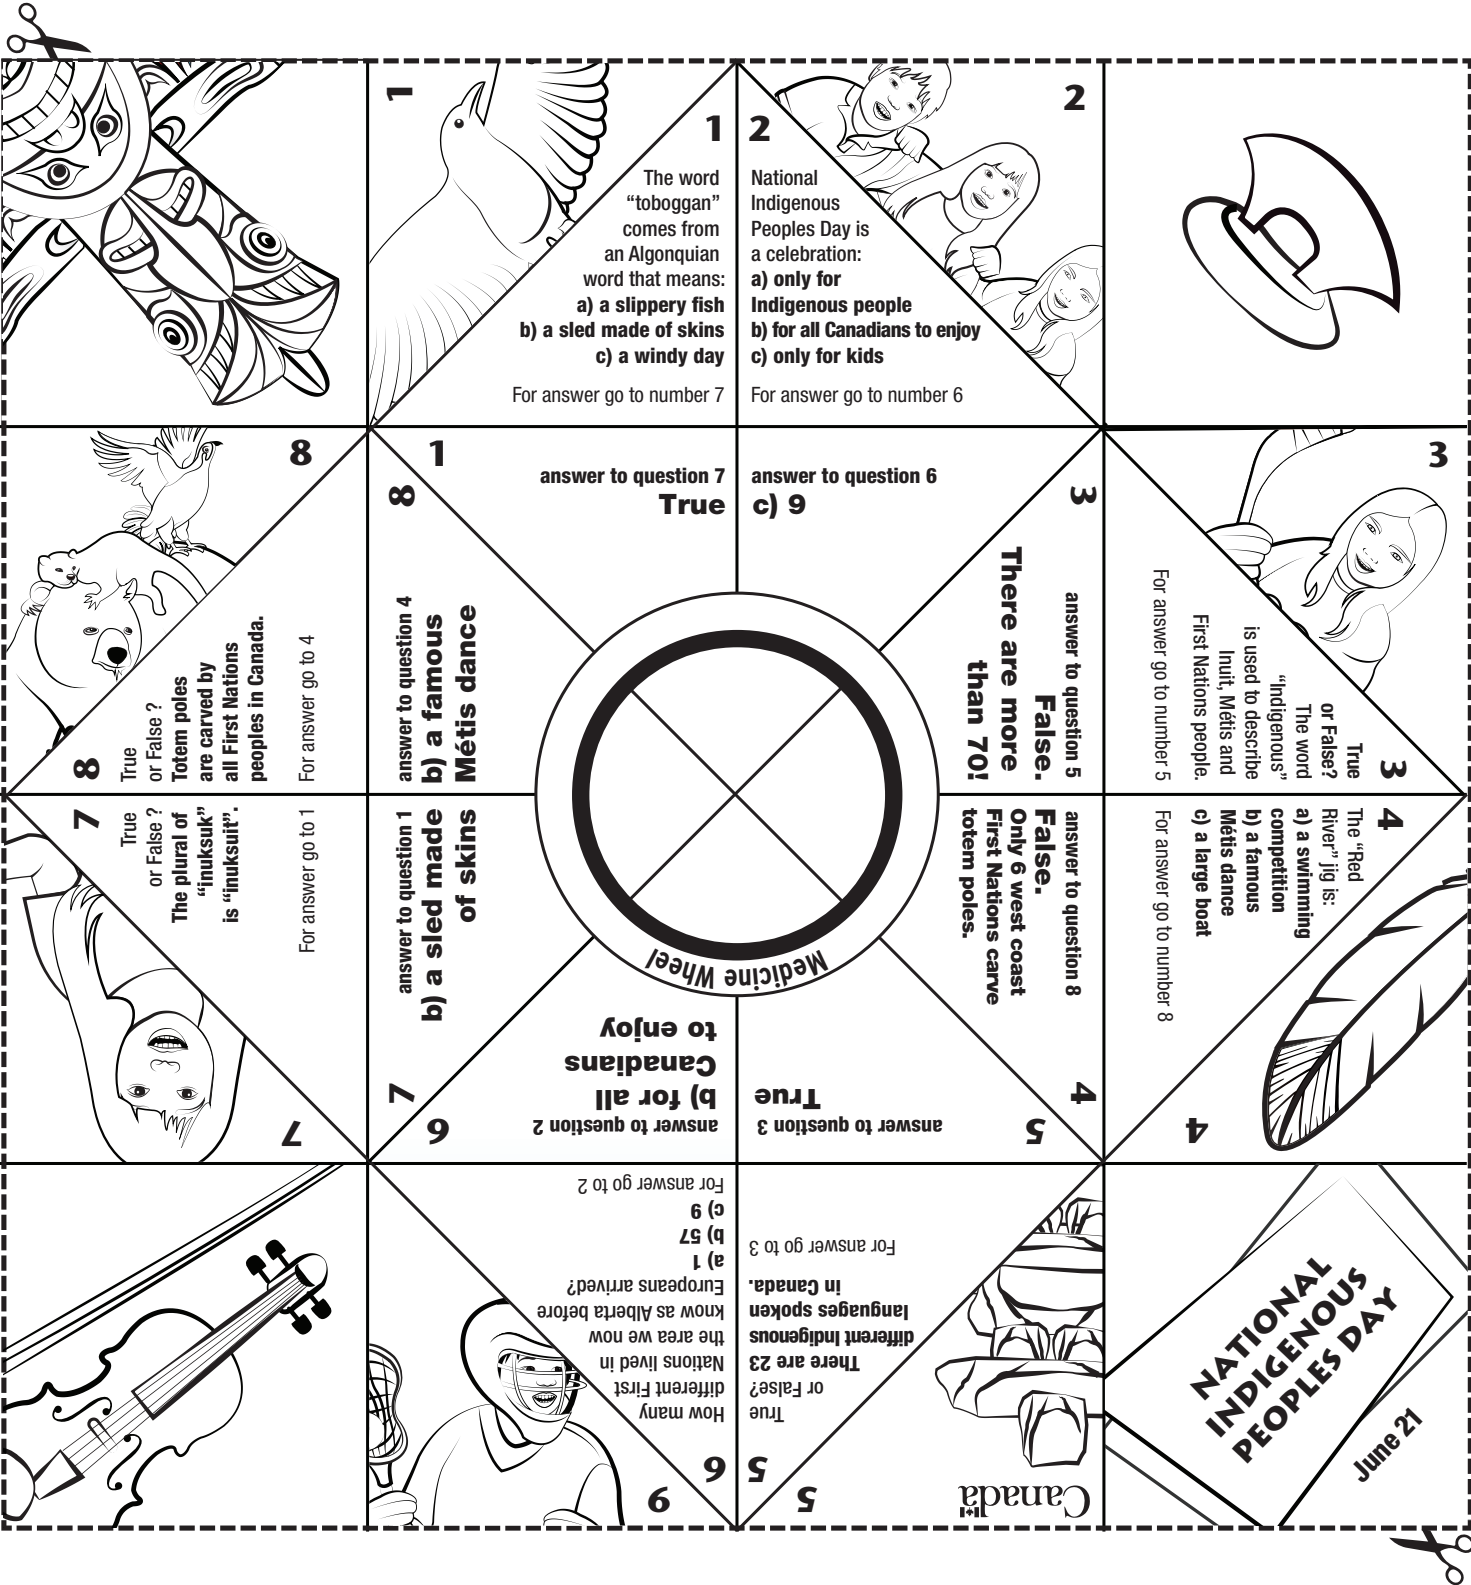 1
1
The word
“toboggan”
comes from
an Algonquian
word that means:
a) a slippery fish
b) a sled made of skins
c) a windy day
For answer go to number 7
2
2
National
Indigenous
Peoples Day is
a celebration:
a) only for
Indigenous people
b) for all Canadians to enjoy
c) only for kids
For answer go to number 6
8
8
True
or False ?
Totem poles
are carved by
all First Nations
peoples in Canada.
For answer go to 4
1
answer to question 7
True
answer to question 6
c) 9
8
answer to question 4
b) a famous
Métis dance
3
answer to question 5
False.
There are more
than 70!
3
3
True
or False?
The word
“Indigenous”
is used to describe
Inuit, Métis and
First Nations people.
For answer go to number 5
7
True
or False ?
The plural of
“inuksuk”
is “inuksuit”.
For answer go to 1
7
answer to question 1
b) a sled made
of skins
7
Medicine Wheel
answer to question 8
False.
Only 6 west coast
First Nations carve
totem poles.
4
4
The “Red
River” jig is:
a) a swimming
competition
b) a famous
Métis dance
c) a large boat
For answer go to number 8
4
6
answer to question 2
b) for all
Canadians
to enjoy
5
answer to question 3
True
6
6
How many
different First
Nations lived in
the area we now
know as Alberta before
Europeans arrived?
a) 1
b) 57
c) 9
For answer go to 2
5
5
True
or False?
There are 23
different Indigenous
languages spoken
in Canada.
For answer go to 3
Canada
NATIONAL
INDIGENOUS
PEOPLES DAY
June 21